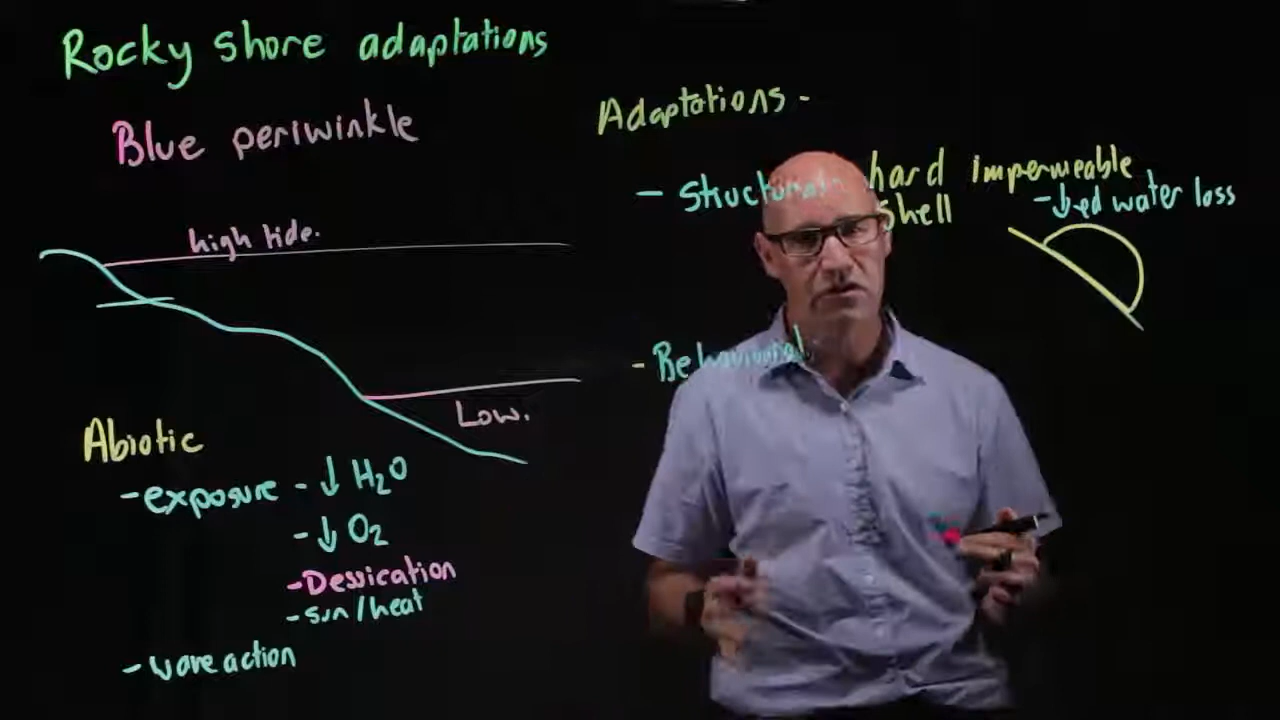 Rocky shore adaptations
Blue periwinkle
high tide.
Low.
Abiotic
- exposure - ↓ H2O
- ↓ O2
- Dessication
- sun/heat
- wave action
Adaptations -
- Structural - hard impermeable
shell
- ↓ed water loss
- Behavioural